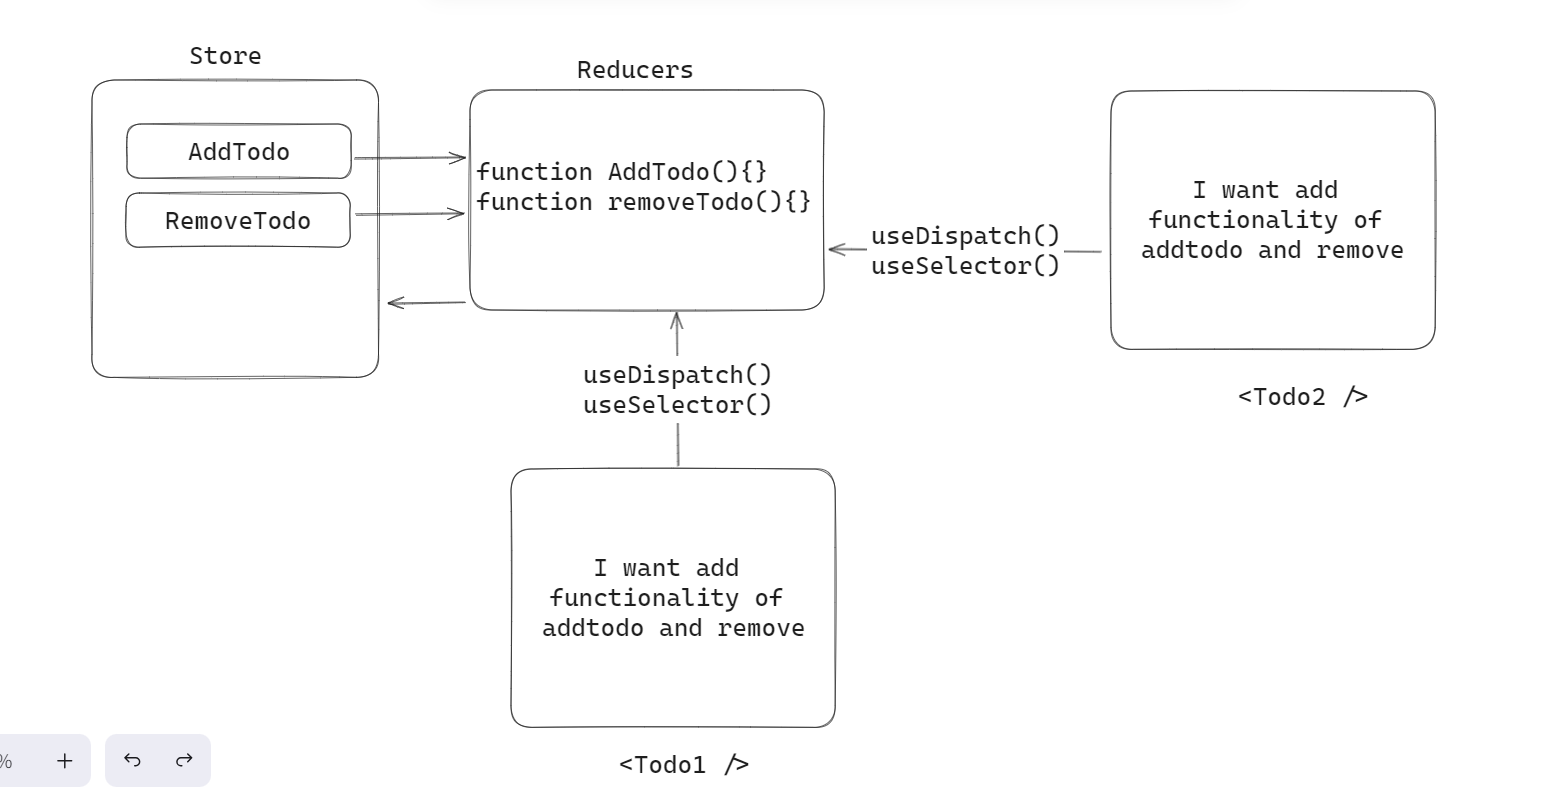 Store
AddTodo
RemoveTodo
Reducers
function AddTodo(){}
function removeTodo(){}
useDispatch()
useSelector()
I want add
functionality of
addtodo and remove
<Todo2 />
useDispatch()
useSelector()
I want add
functionality of
addtodo and remove
<Todo1 />
%
+